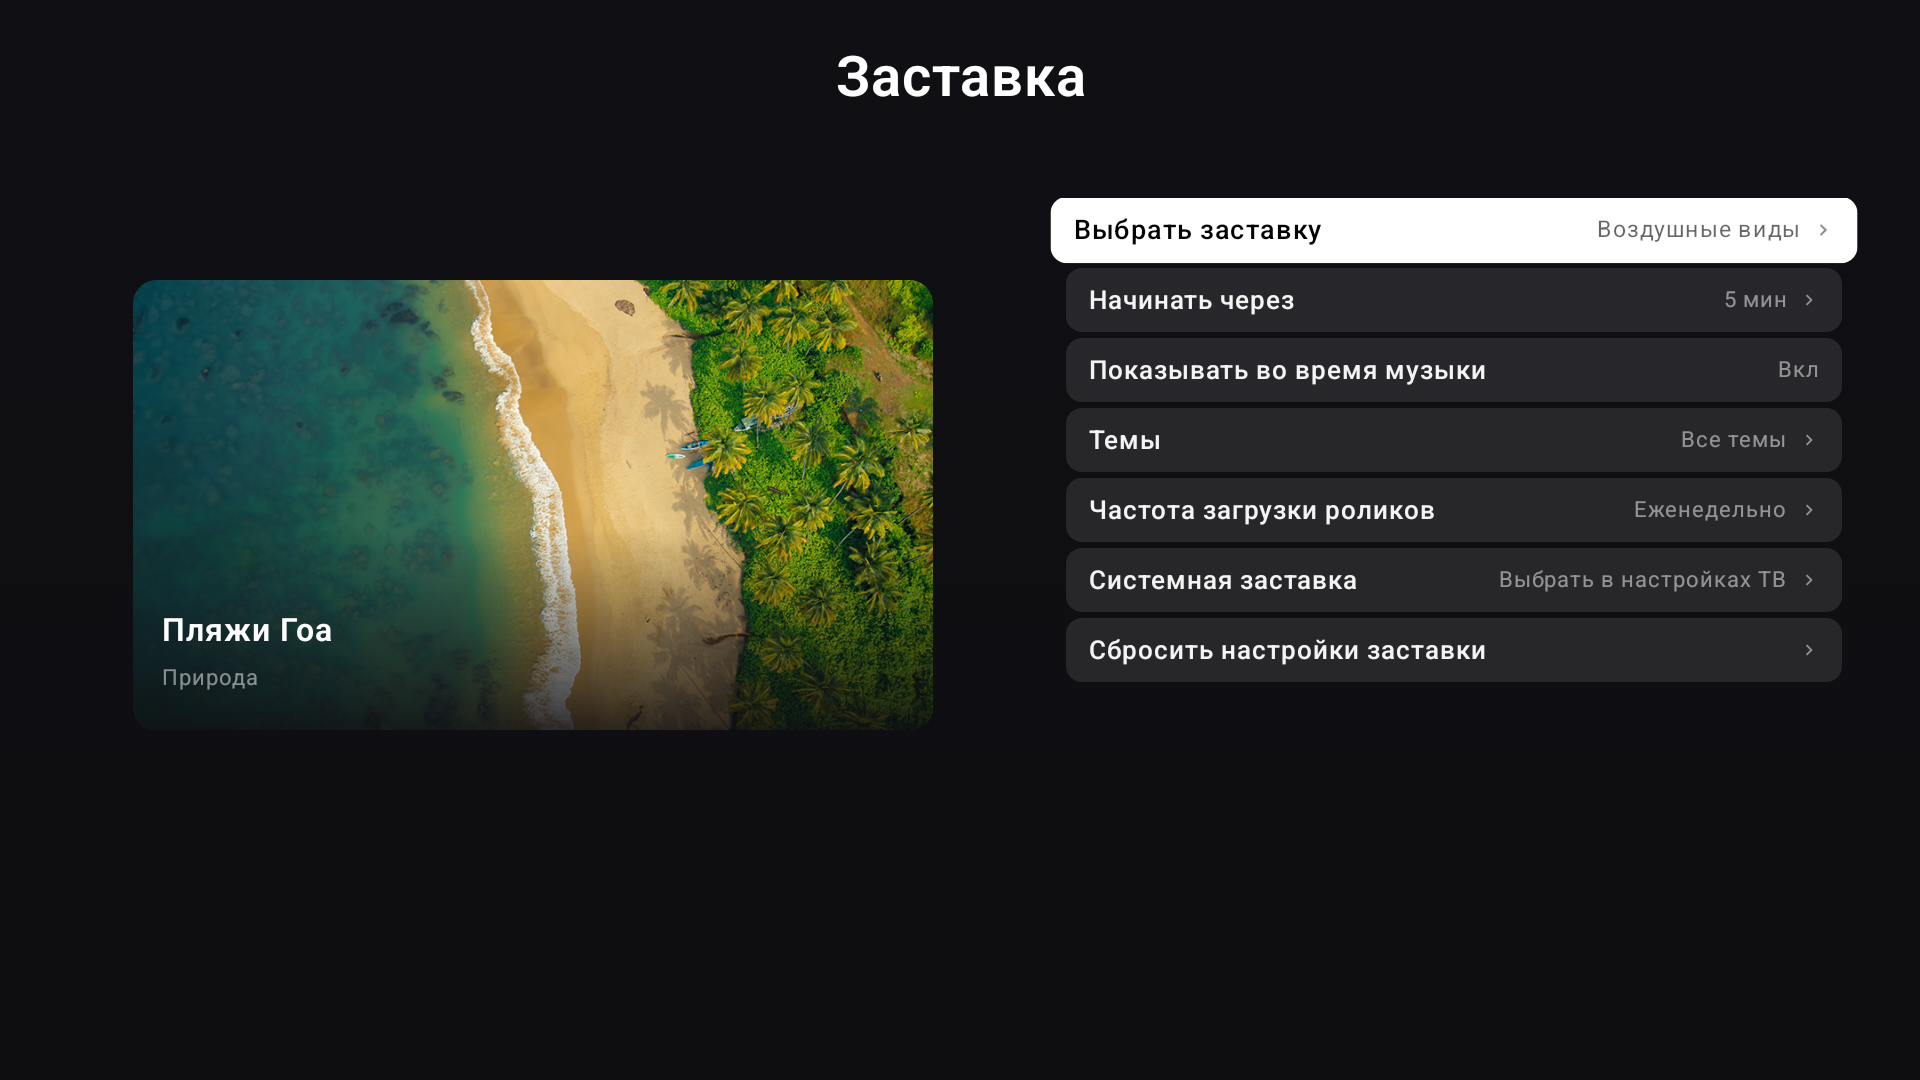 Заставка
Выбрать заставку Воздушные виды
Начинать через 5 мин
Показывать во время музыки Вкл
Темы Все темы
Частота загрузки роликов Еженедельно
Системная заставка Выбрать в настройках ТВ
Сбросить настройки заставки
Пляжи Гоа
Природа